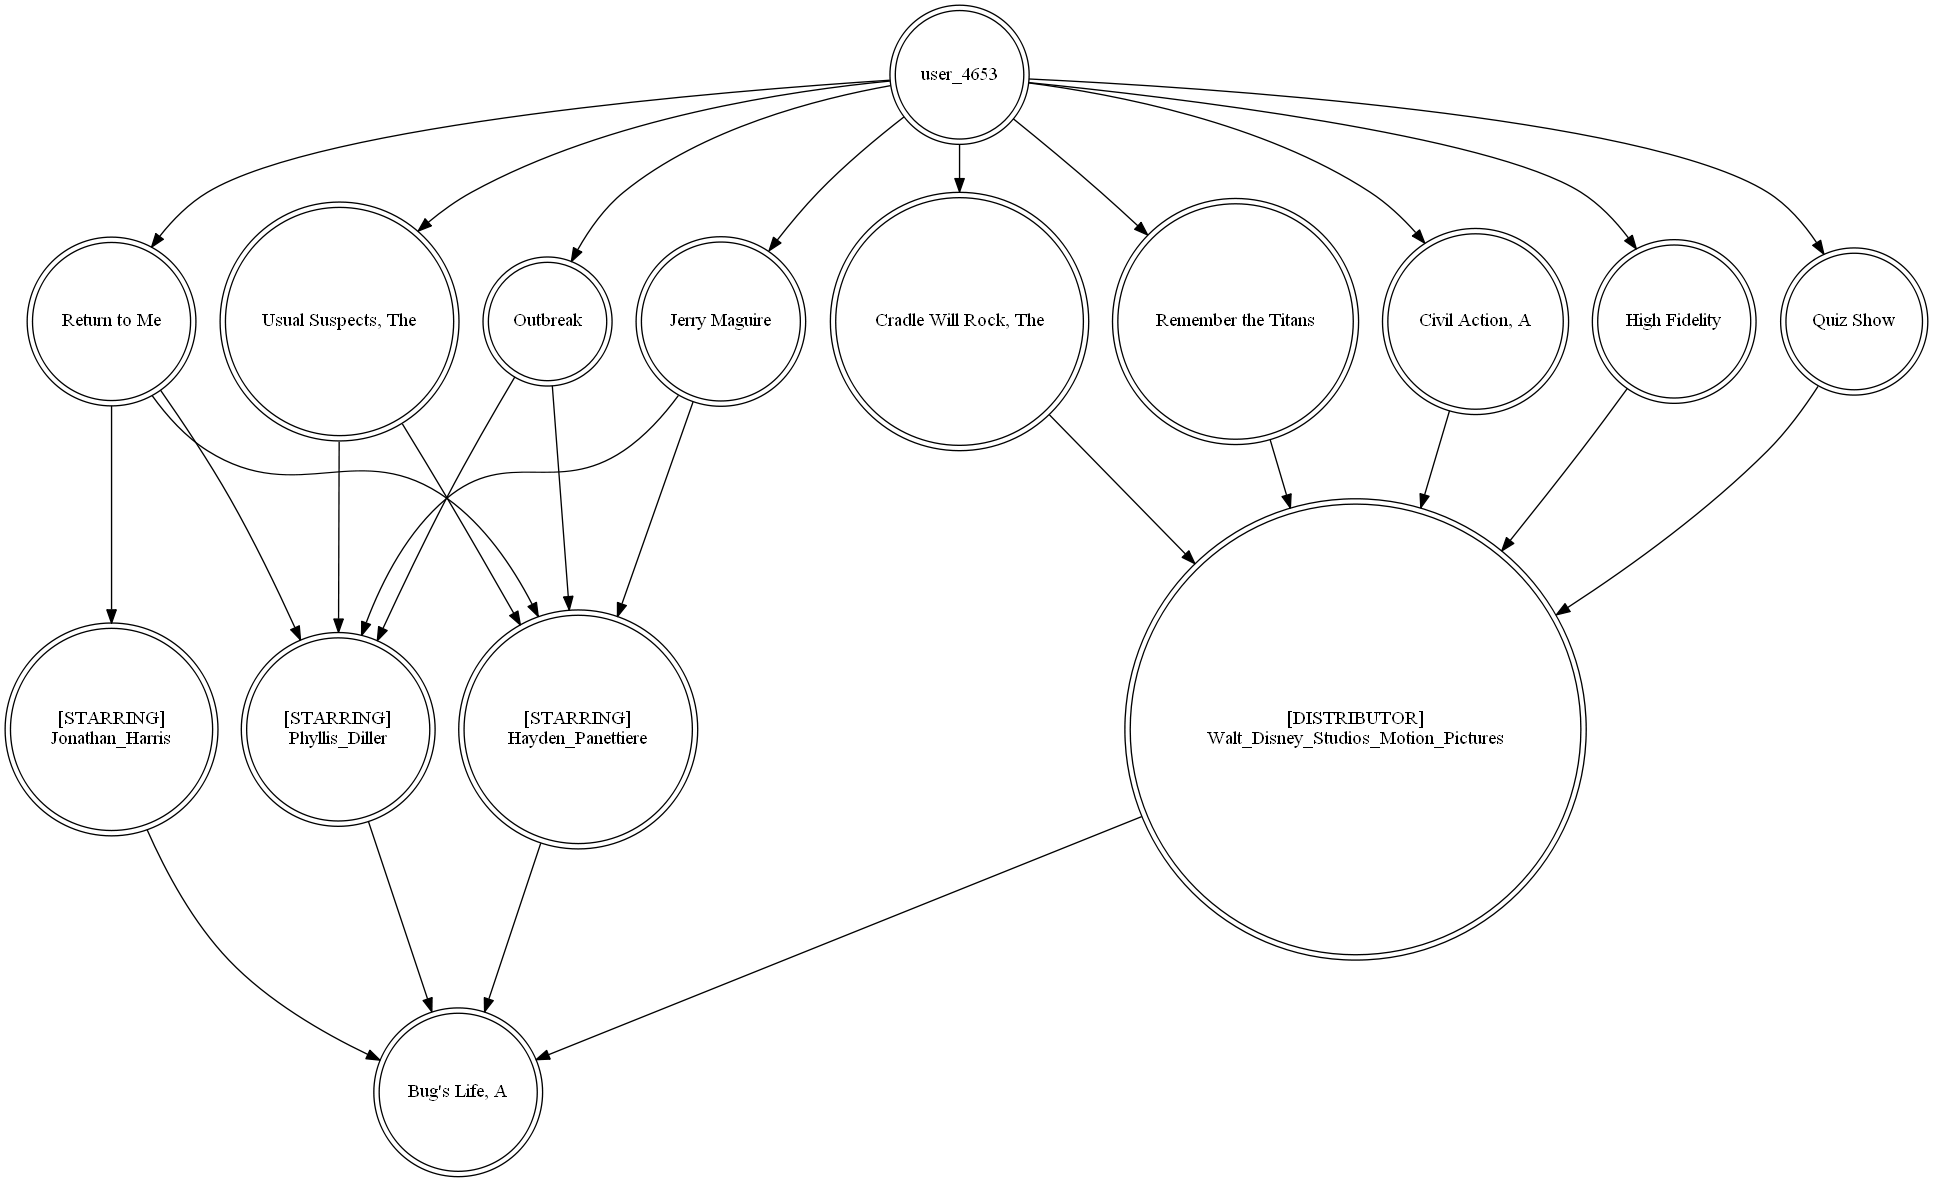 user_4653
Return to Me
Usual Suspects, The
Outbreak
Jerry Maguire
Cradle Will Rock, The
Remember the Titans
Civil Action, A
High Fidelity
Quiz Show
[STARRING]
Jonathan_Harris
[STARRING]
Phyllis_Diller
[STARRING]
Hayden_Panettiere
[DISTRIBUTOR]
Walt_Disney_Studios_Motion_Pictures
Bug's Life, A